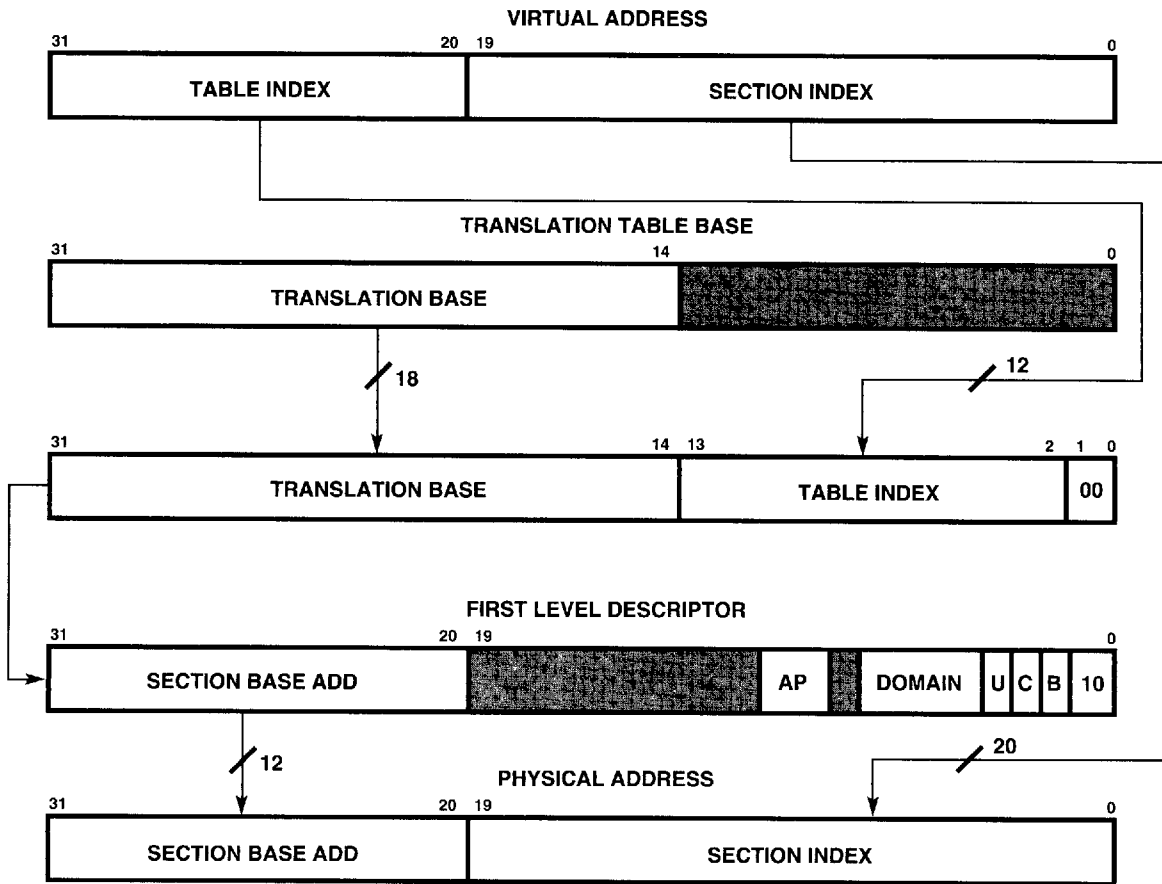 VIRTUAL ADDRESS
31 20 19 0
TABLE INDEX SECTION INDEX
TRANSLATION TABLE BASE
31 14 0
TRANSLATION BASE
18 12
31 14 13 2 1 0
TRANSLATION BASE TABLE INDEX 00
FIRST LEVEL DESCRIPTOR
31 20 19 0
SECTION BASE ADD AP DOMAIN U C B 10
12 20
PHYSICAL ADDRESS
31 20 19 0
SECTION BASE ADD SECTION INDEX